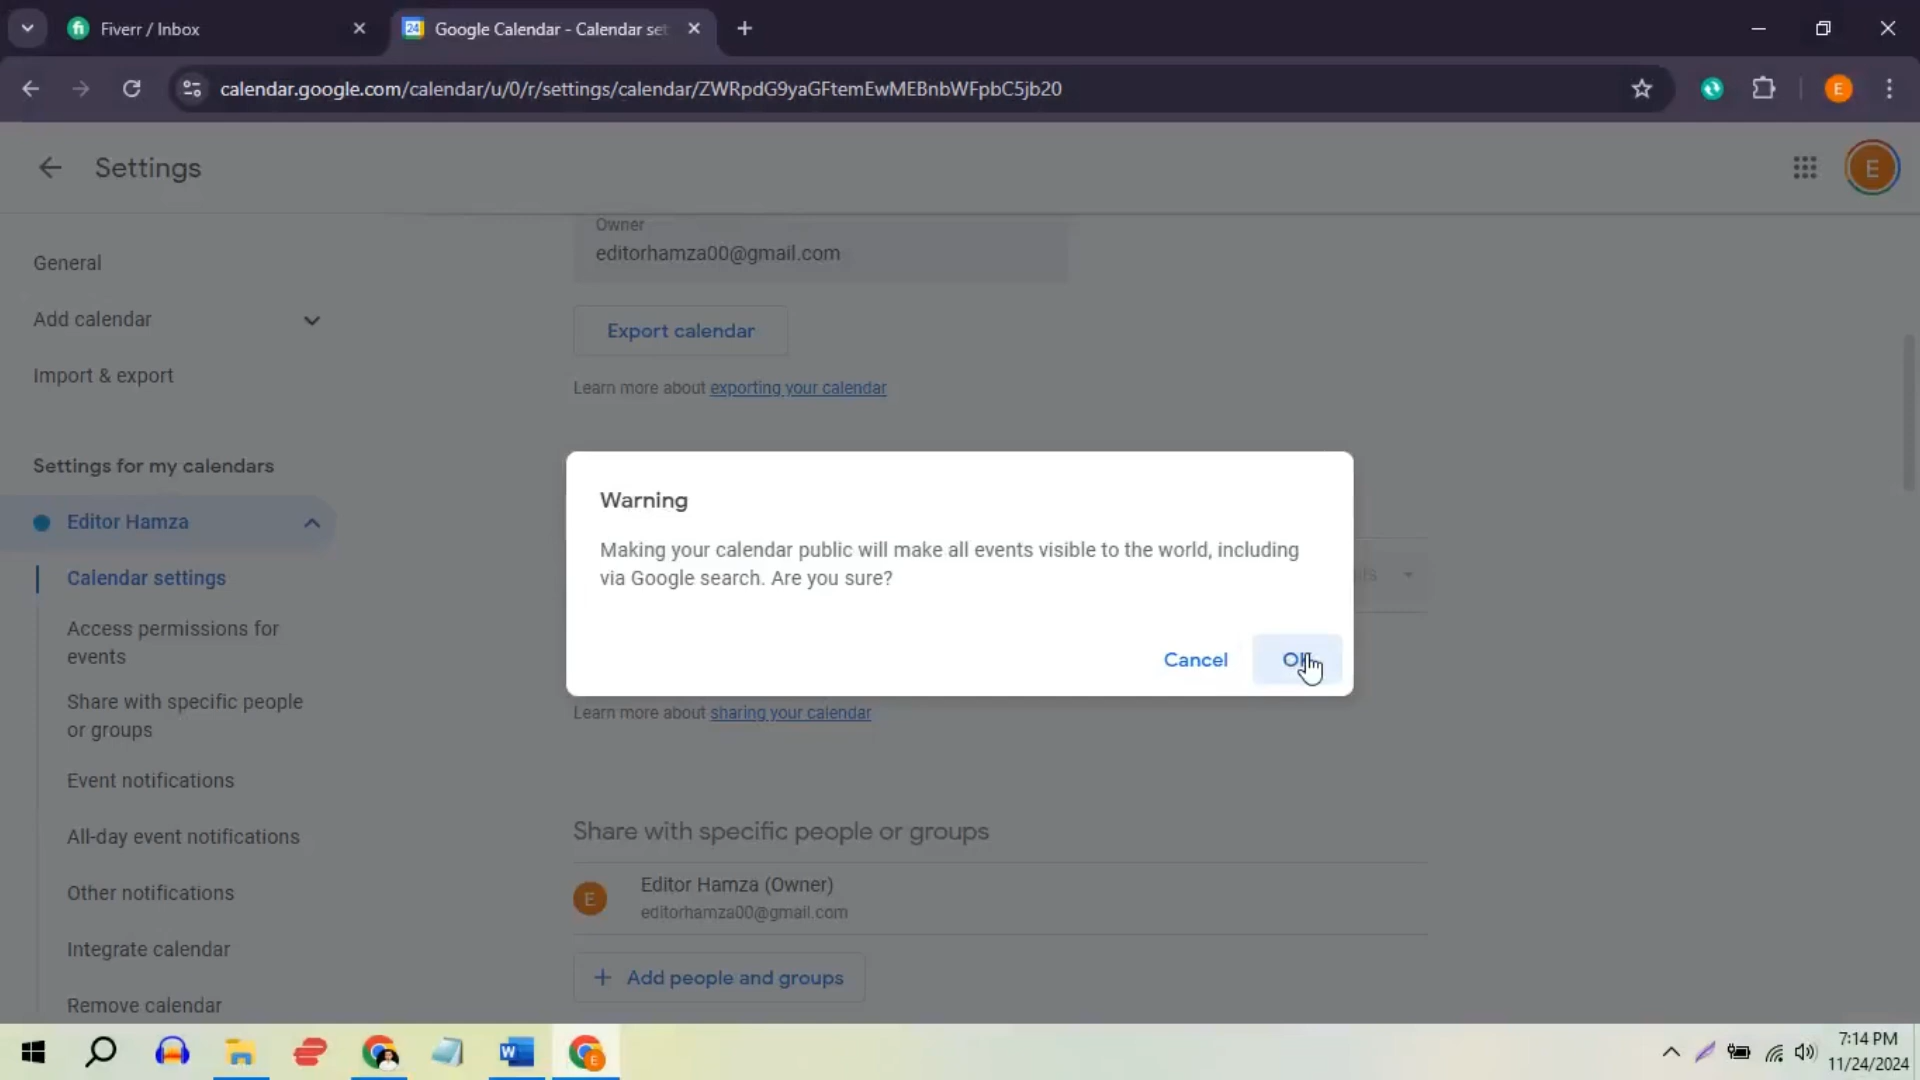 Fiverr / Inbox
24
Google Calendar - Calendar set
calendar.google.com/calendar/u/0/r/settings/calendar/ZWRpdG9yaGFtemEwMEBnbWFpbC5jb20
E
Settings
E
General
Add calendar
Import & export
Settings for my calendars
Editor Hamza
Calendar settings
Access permissions for
events
Share with specific people
or groups
Event notifications
All-day event notifications
Other notifications
Integrate calendar
Remove calendar
Owner
editorhamza00@gmail.com
Export calendar
Learn more about exporting your calendar
Warning
Making your calendar public will make all events visible to the world, including
via Google search. Are you sure?
Cancel
Learn more about sharing your calendar
Share with specific people or groups
E
Editor Hamza (Owner)
editorhamza00@gmail.com
+ Add people and groups
W
E
7:14 PM
11/24/2024